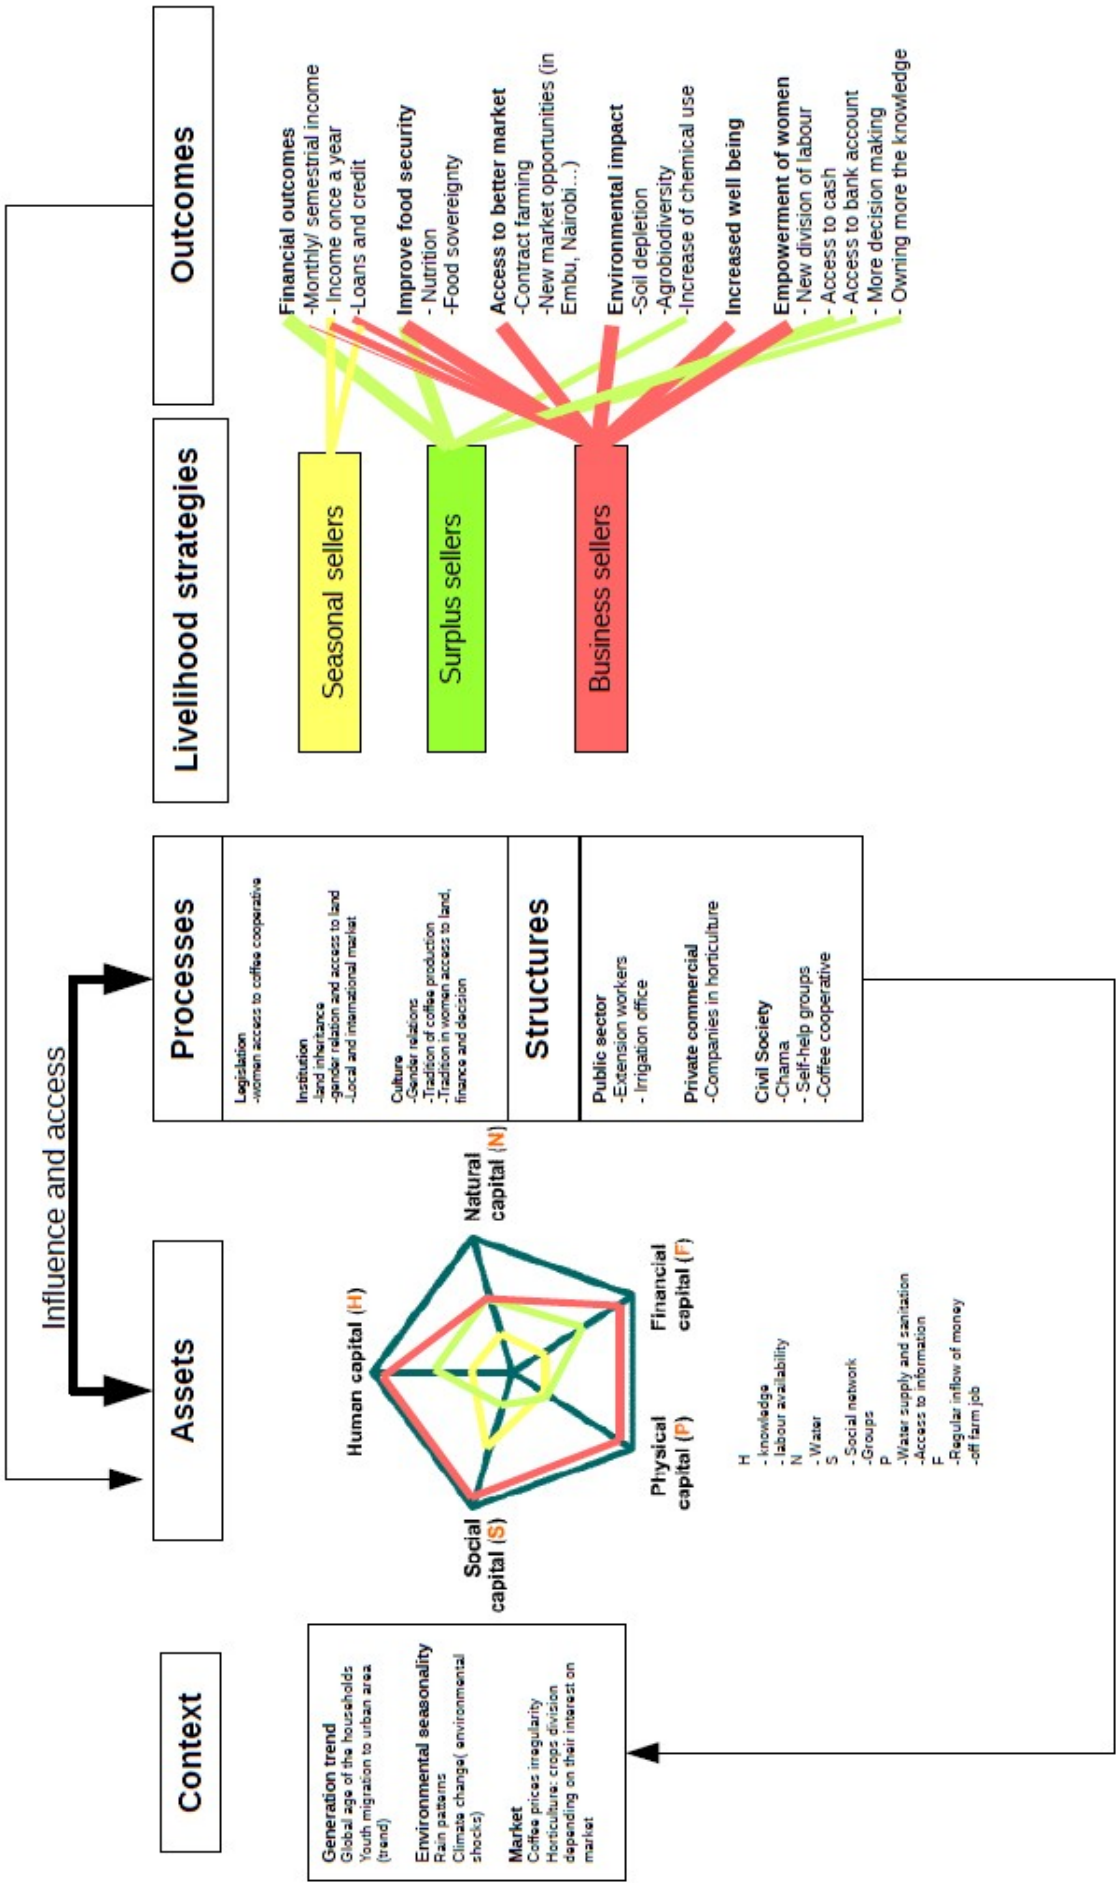 Influence and access
Context
Generation trend
Global age of the households
Youth migration to urban area
(trend)
Environmental seasonality
Rain patterns
Climate change( environmental
shocks)
Market
Coffee prices irregularity
Horticulture: crops division
depending on their interest on
market
Assets
Human capital (H)
Social
capital (S)
Natural
capital (N)
Physical
capital (P)
Financial
capital (F)
H
- knowledge
- labour availability
N
- Water
S
- Social network
-Groups
P
-Water supply and sanitation
-Access to information
F
-Regular inflow of money
-off farm job
Processes
Legislation
-women access to coffee cooperative
Institution
-land inheritance
-gender relation and access to land
-Local and international market
Culture
-Gender relations
-Tradition of coffee production
- Tradition in women access to land,
finance and decision
Structures
Public sector
-Extension workers
- Irrigation office
Private commercial
-Companies in horticulture
Civil Society
-Chama
- Self-help groups
-Coffee cooperative
Livelihood strategies
Seasonal sellers
Surplus sellers
Business sellers
Outcomes
Financial outcomes
-Monthly/ semestrial income
- Income once a year
-Loans and credit
Improve food security
- Nutrition
-Food sovereignty
Access to better market
-Contract farming
-New market opportunities (in
Embu, Nairobi...)
Environmental impact
-Soil depletion
-Agrobiodiversity
-Increase of chemical use
Increased well being
Empowerment of women
- New division of labour
- Access to cash
- Access to bank account
- More decision making
- Owning more the knowledge